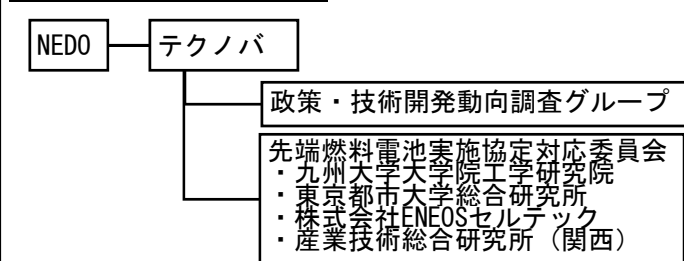 NEDO
テクノバ
政策・技術開発動向調査グループ
先端燃料電池実施協定対応委員会
・九州大学大学院工学研究院
・東京都市大学総合研究所
・株式会社ENEOSセルテック
・産業技術総合研究所（関西）